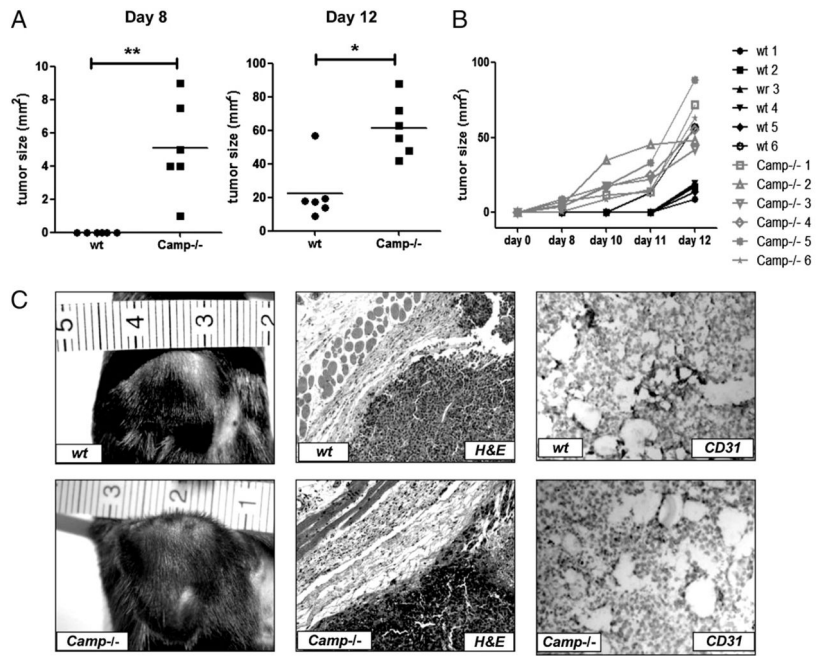 A
Day 8
Day 12
B
**
*
tumor size (mm²)
10
8
6
4
2
0
wt
Camp-/-
tumor size (mm²)
100
80
60
40
20
0
wt
Camp-/-
tumor size (mm²)
100
50
0
day 0
day 8
day 10
day 11
day 12
wt 1
wt 2
wr 3
wt 4
wt 5
wt 6
Camp-/- 1
Camp-/- 2
Camp-/- 3
Camp-/- 4
Camp-/- 5
Camp-/- 6
C
5 4 3 2
wt
wt
H&E
wt
CD31
3 2 1
Camp-/-
Camp-/-
H&E
Camp-/-
CD31